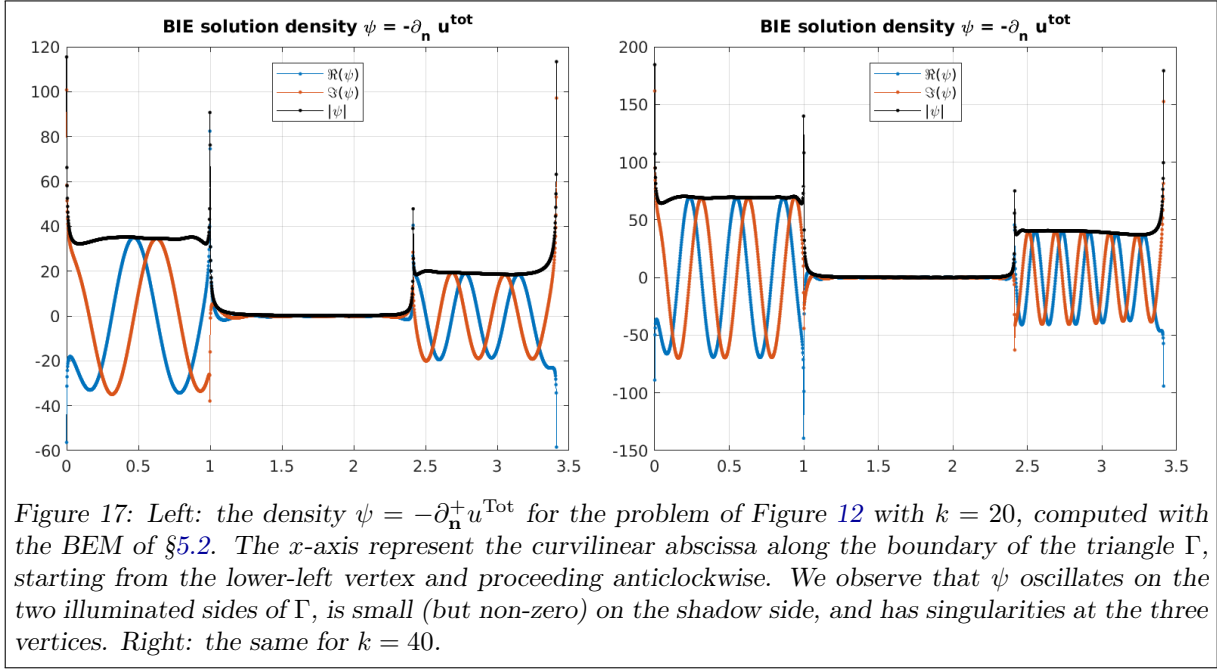 BIE solution density ψ = -∂n u^tot
120
100
80
60
40
20
0
-20
-40
-60
0 0.5 1 1.5 2 2.5 3 3.5
ℜ(ψ)
ℑ(ψ)
|ψ|
BIE solution density ψ = -∂n u^tot
200
150
100
50
0
-50
-100
-150
0 0.5 1 1.5 2 2.5 3 3.5
ℜ(ψ)
ℑ(ψ)
|ψ|
Figure 17: Left: the density ψ = −∂n⁺u^Tot for the problem of Figure 12 with k = 20, computed with
the BEM of §5.2. The x-axis represent the curvilinear abscissa along the boundary of the triangle Γ,
starting from the lower-left vertex and proceeding anticlockwise. We observe that ψ oscillates on the
two illuminated sides of Γ, is small (but non-zero) on the shadow side, and has singularities at the three
vertices. Right: the same for k = 40.